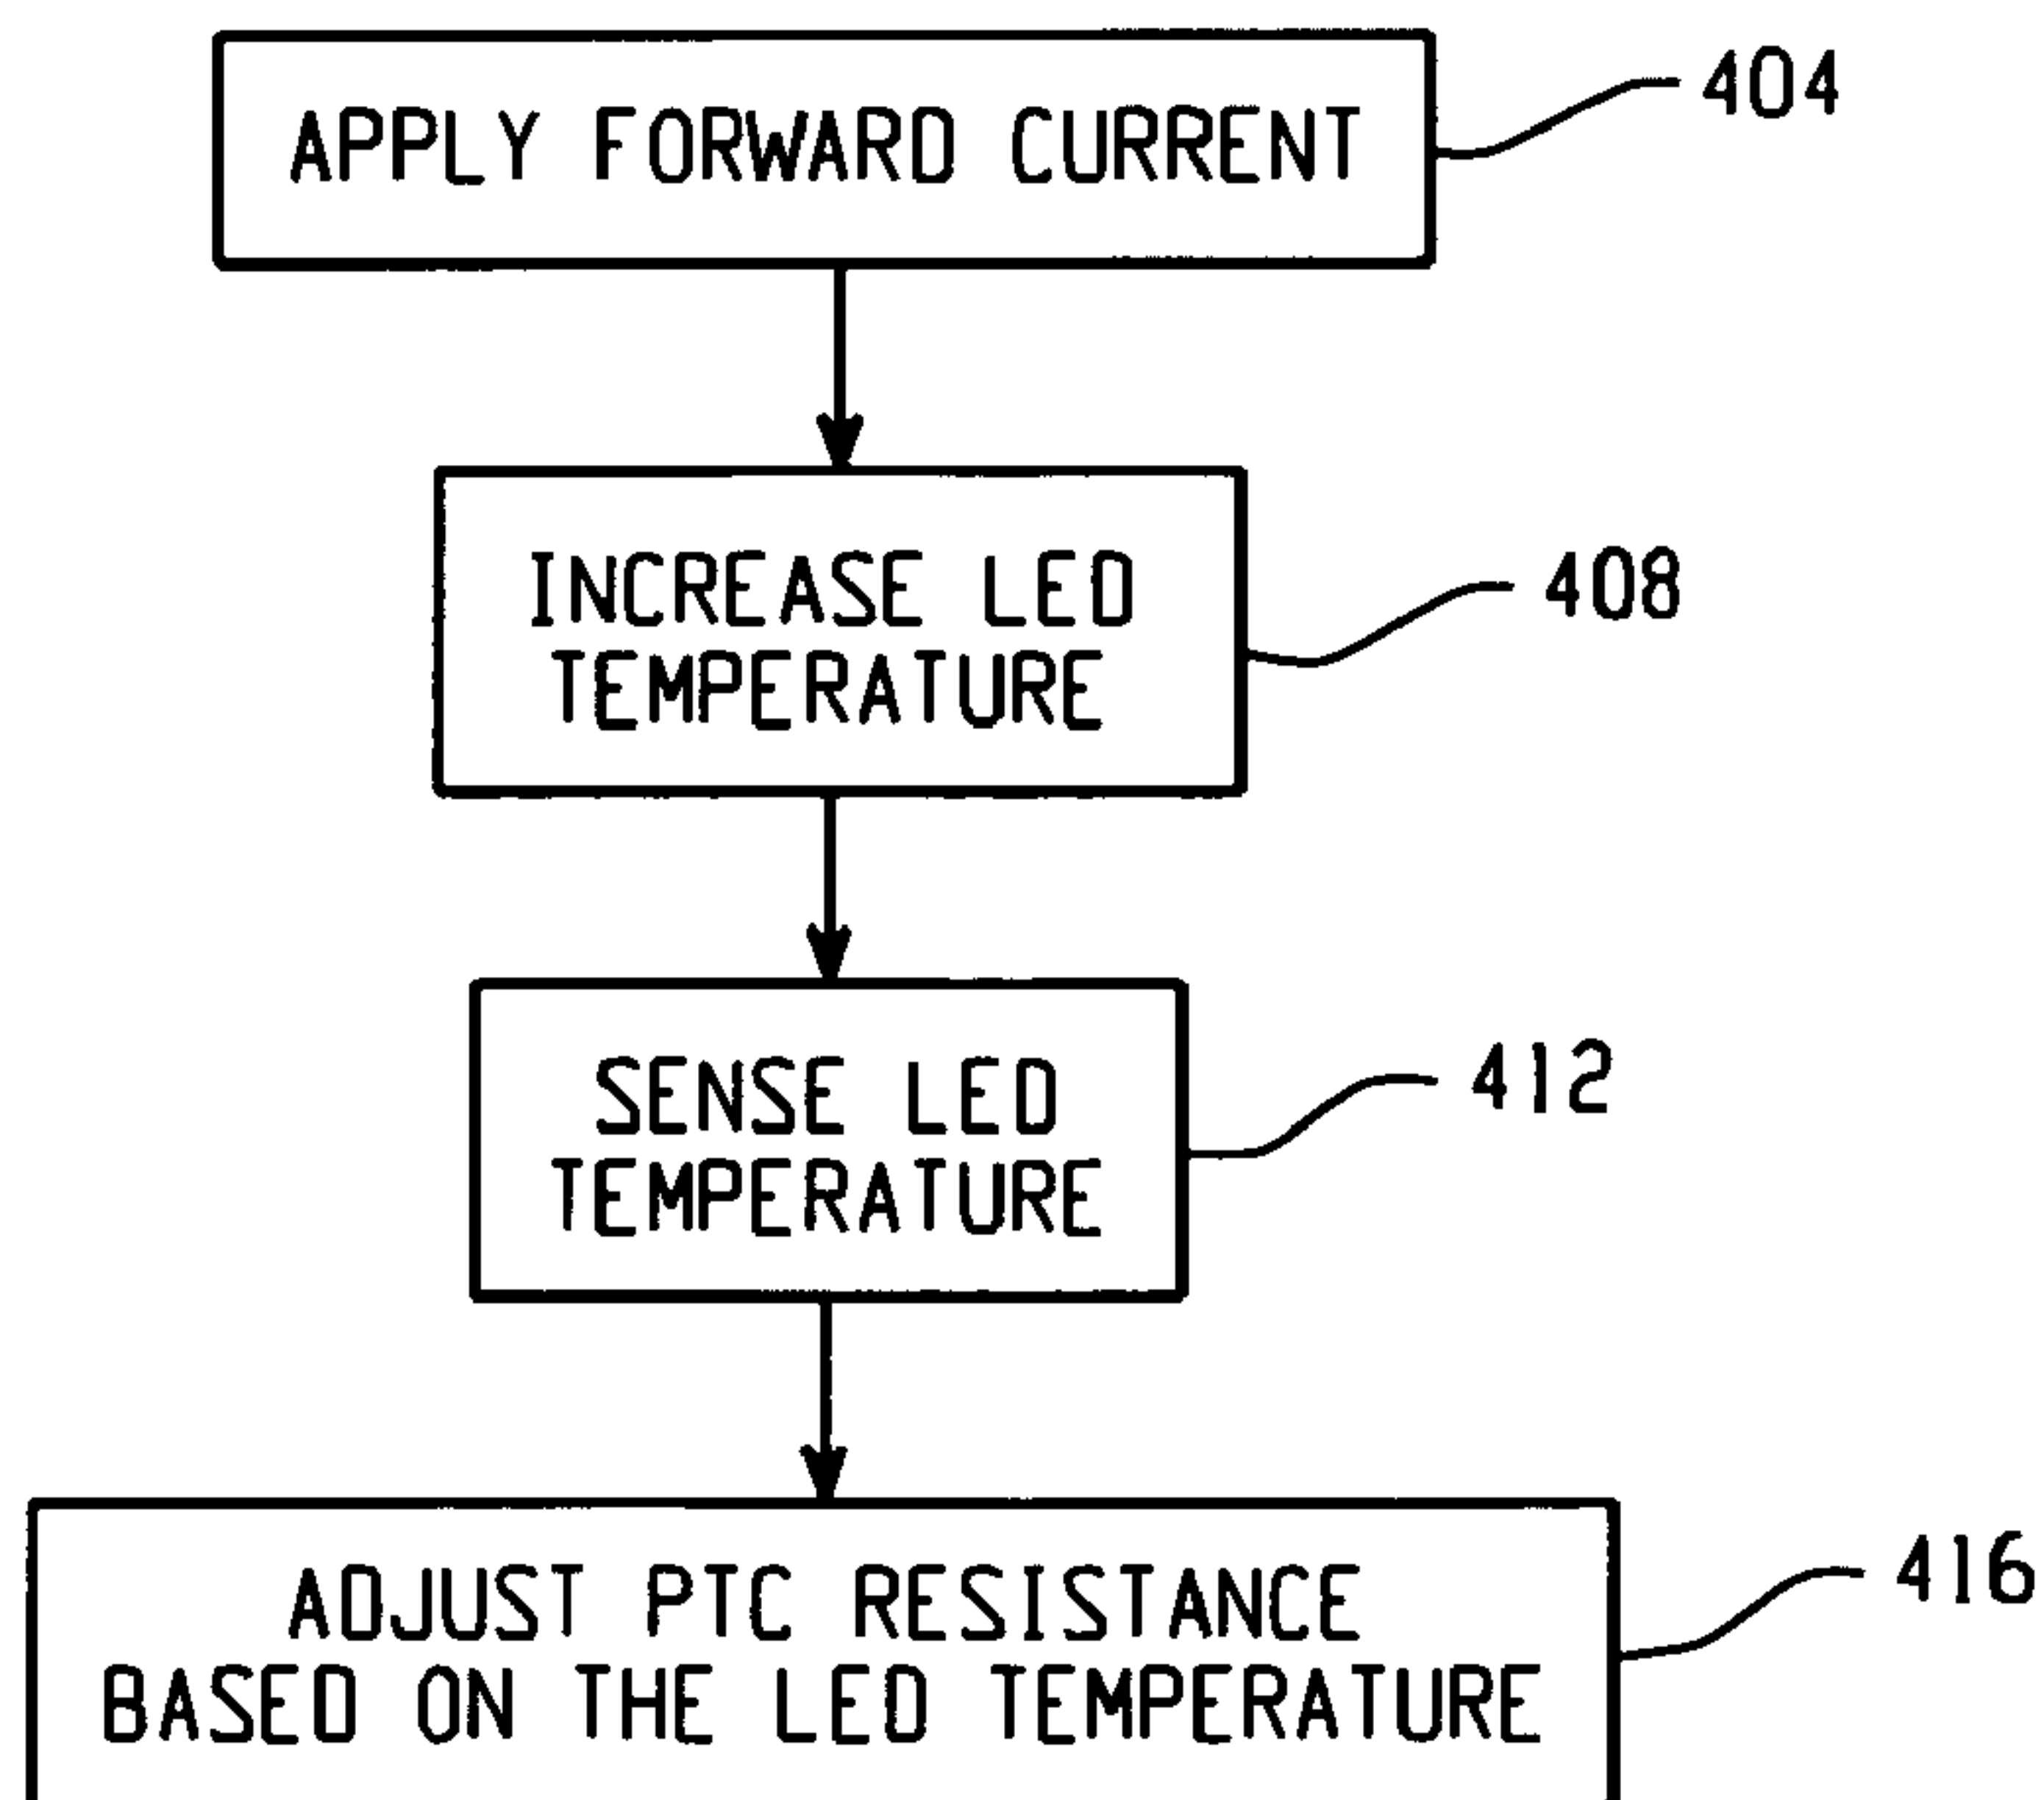 APPLY FORWARD CURRENT
404
INCREASE LED
TEMPERATURE
408
SENSE LED
TEMPERATURE
412
ADJUST PTC RESISTANCE
BASED ON THE LED TEMPERATURE
416